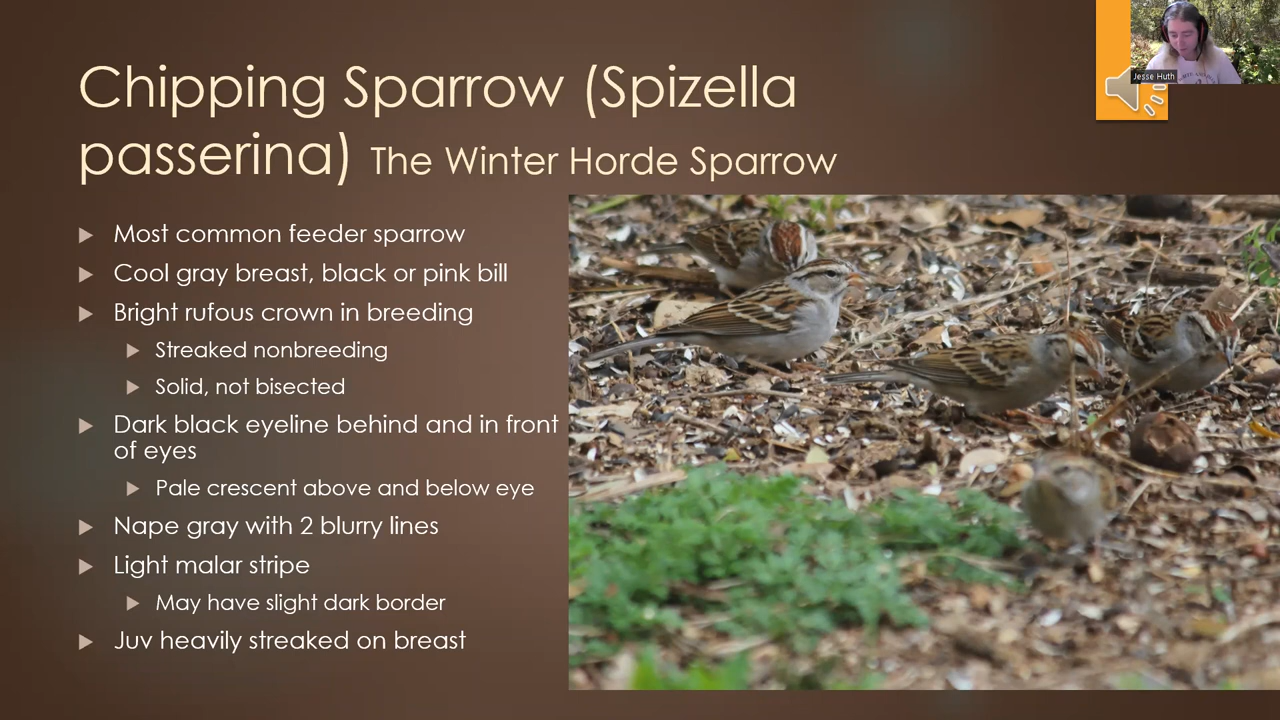 Chipping Sparrow (Spizella
passerina) The Winter Horde Sparrow
Jesse Huth
Most common feeder sparrow
Cool gray breast, black or pink bill
Bright rufous crown in breeding
Streaked nonbreeding
Solid, not bisected
Dark black eyeline behind and in front
of eyes
Pale crescent above and below eye
Nape gray with 2 blurry lines
Light malar stripe
May have slight dark border
Juv heavily streaked on breast